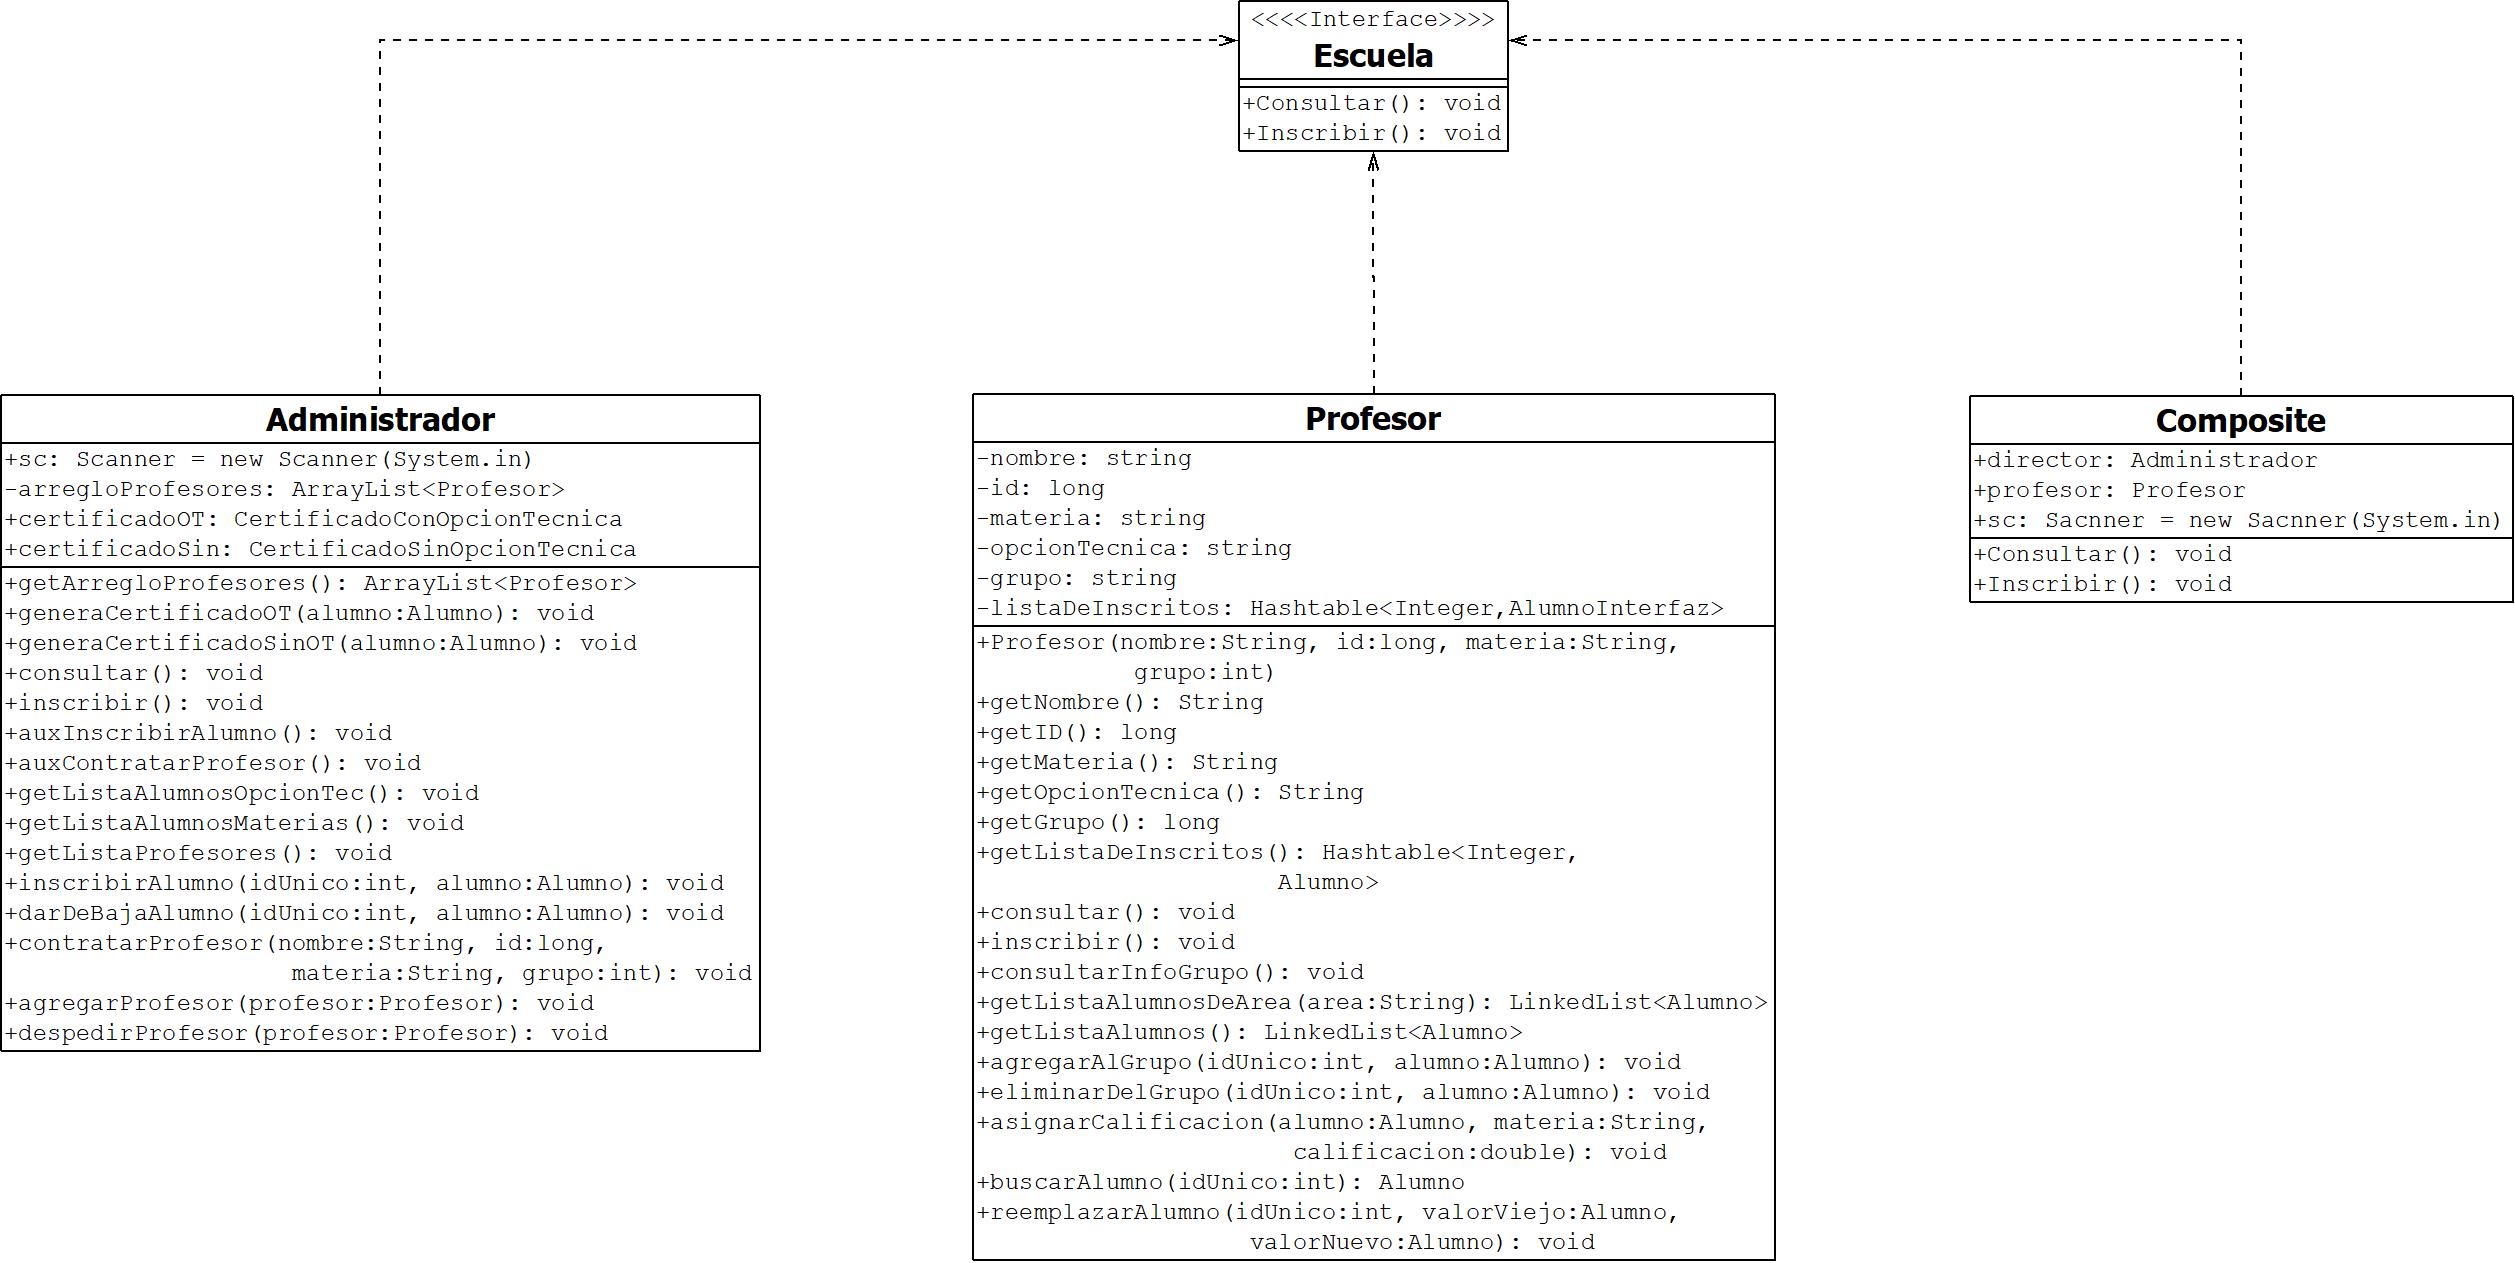 <<<<Interface>>>>
Escuela
+Consultar(): void
+Inscribir(): void
Administrador
+sc: Scanner = new Scanner(System.in)
-arregloProfesores: ArrayList<Profesor>
+certificadoOT: CertificadoConOpcionTecnica
+certificadoSin: CertificadoSinOpcionTecnica
+getArregloProfesores(): ArrayList<Profesor>
+generaCertificadoOT(alumno:Alumno): void
+generaCertificadoSinOT(alumno:Alumno): void
+consultar(): void
+inscribir(): void
+auxInscribirAlumno(): void
+auxContratarProfesor(): void
+getListaAlumnosOpcionTec(): void
+getListaAlumnosMaterias(): void
+getListaProfesores(): void
+inscribirAlumno(idUnico:int, alumno:Alumno): void
+darDeBajaAlumno(idUnico:int, alumno:Alumno): void
+contratarProfesor(nombre:String, id:long,
materia:String, grupo:int): void
+agregarProfesor(profesor:Profesor): void
+despedirProfesor(profesor:Profesor): void
Profesor
-nombre: string
-id: long
-materia: string
-opcionTecnica: string
-grupo: string
-listaDeInscritos: Hashtable<Integer,AlumnoInterfaz>
+Profesor(nombre:String, id:long, materia:String,
grupo:int)
+getNombre(): String
+getID(): long
+getMateria(): String
+getOpcionTecnica(): String
+getGrupo(): long
+getListaDeInscritos(): Hashtable<Integer,
Alumno>
+consultar(): void
+inscribir(): void
+consultarInfoGrupo(): void
+getListaAlumnosDeArea(area:String): LinkedList<Alumno>
+getListaAlumnos(): LinkedList<Alumno>
+agregarAlGrupo(idUnico:int, alumno:Alumno): void
+eliminarDelGrupo(idUnico:int, alumno:Alumno): void
+asignarCalificacion(alumno:Alumno, materia:String,
calificacion:double): void
+buscarAlumno(idUnico:int): Alumno
+reemplazarAlumno(idUnico:int, valorViejo:Alumno,
valorNuevo:Alumno): void
Composite
+director: Administrador
+profesor: Profesor
+sc: Sacnner = new Sacnner(System.in)
+Consultar(): void
+Inscribir(): void